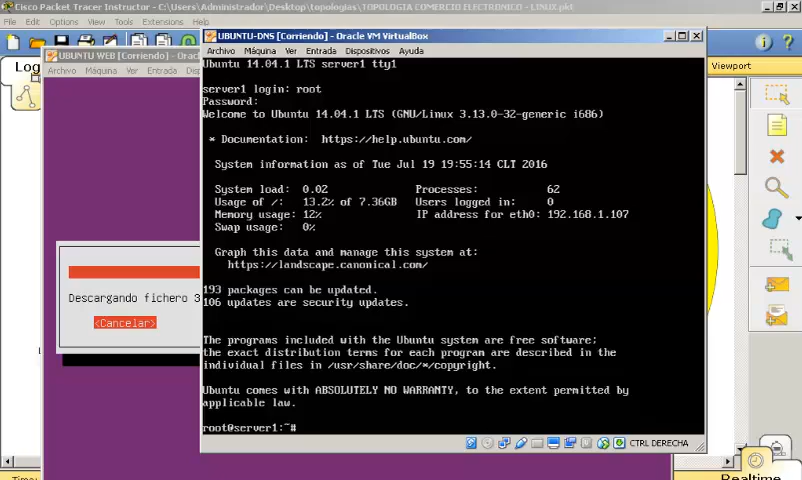 Cisco Packet Tracer Instructor - C:\Users\Administrador\Desktop\topologias\TOPOLOGIA COMERCIO ELECTRONICO - LINUX.pkt
File Edit Options View Tools Extensions Help
UBUNTU WEB [Corriendo] - Oracl
Archivo Máquina Ver Entrada Disp
Logi
Viewport
UBUNTU-DNS [Corriendo] - Oracle VM VirtualBox
Archivo Máquina Ver Entrada Dispositivos Ayuda
Ubuntu 14.04.1 LTS server1 tty1
server1 login: root
Password:
Welcome to Ubuntu 14.04.1 LTS (GNU/Linux 3.13.0-32-generic i686)
* Documentation: https://help.ubuntu.com/
System information as of Tue Jul 19 19:55:14 CLT 2016
System load: 0.02 Processes: 62
Usage of /: 13.2% of 7.36GB Users logged in: 0
Memory usage: 12% IP address for eth0: 192.168.1.107
Swap usage: 0%
Graph this data and manage this system at:
https://landscape.canonical.com/
193 packages can be updated.
106 updates are security updates.
Descargando fichero 3
<Cancelar>
The programs included with the Ubuntu system are free software;
the exact distribution terms for each program are described in the
individual files in /usr/share/doc/*/copyright.
Ubuntu comes with ABSOLUTELY NO WARRANTY, to the extent permitted by
applicable law.
root@server1:~#
CTRL DERECHA
Time:
Realtime